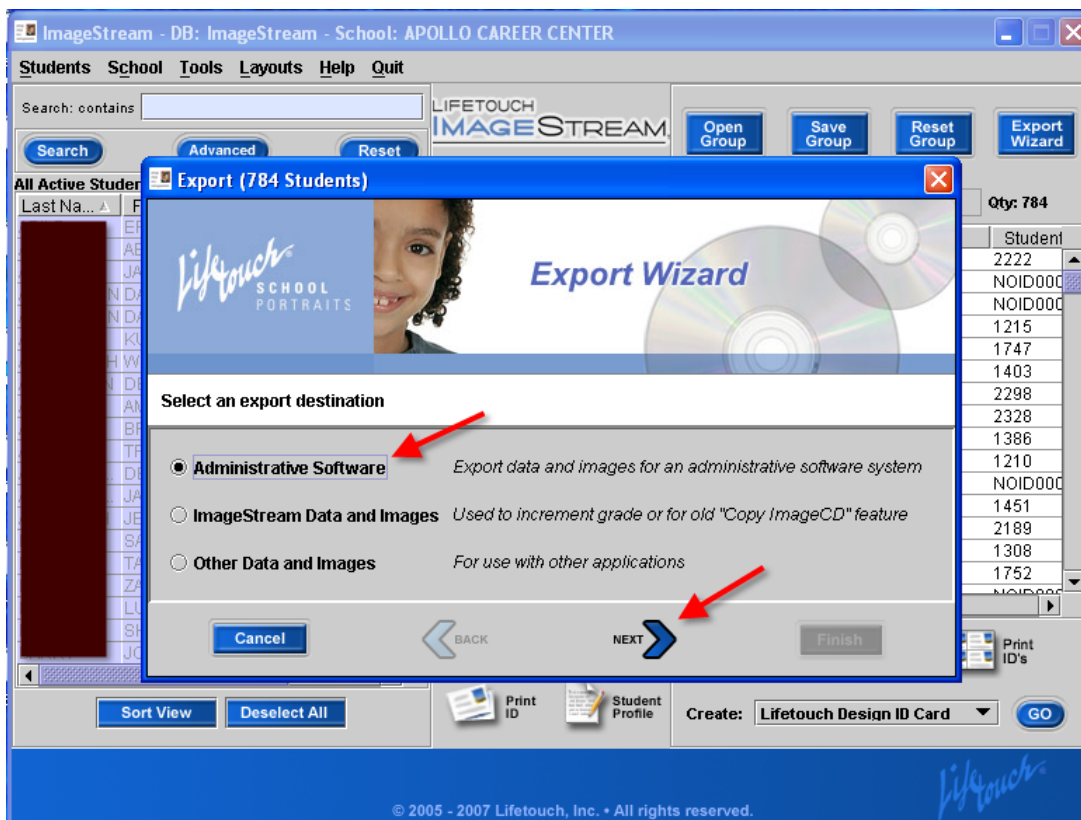 ImageStream - DB: ImageStream - School: APOLLO CAREER CENTER
Students School Tools Layouts Help Quit
Search: contains
LIFETOUCH
IMAGESTREAM
Open Group
Save Group
Reset Group
Export Wizard
Search
Advanced
Reset
All Active Studen
Export (784 Students)
Qty: 784
Last Na...
F
Student
Lifetouch
SCHOOL
PORTRAITS
Export Wizard
2222
NOID000
NOID000
1215
1747
1403
2298
2328
1386
1210
NOID000
1451
2189
1308
1752
Select an export destination
Administrative Software Export data and images for an administrative software system
ImageStream Data and Images Used to increment grade or for old "Copy ImageCD" feature
Other Data and Images For use with other applications
Cancel
BACK
NEXT
Finish
Sort View
Deselect All
Print ID
Student Profile
Print ID's
Create: Lifetouch Design ID Card
GO
Lifetouch
© 2005 - 2007 Lifetouch, Inc. • All rights reserved.